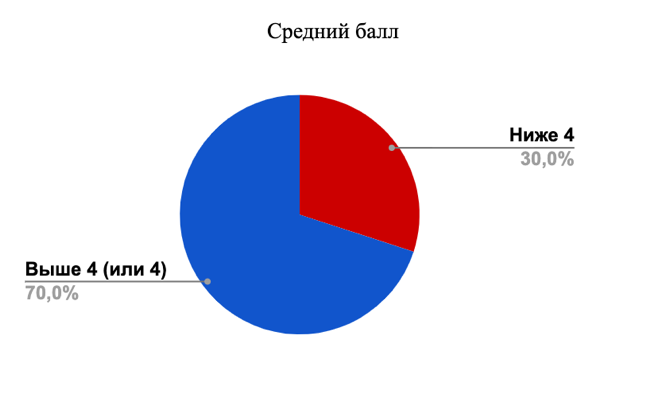 Средний балл
Ниже 4
30,0%
Выше 4 (или 4)
70,0%